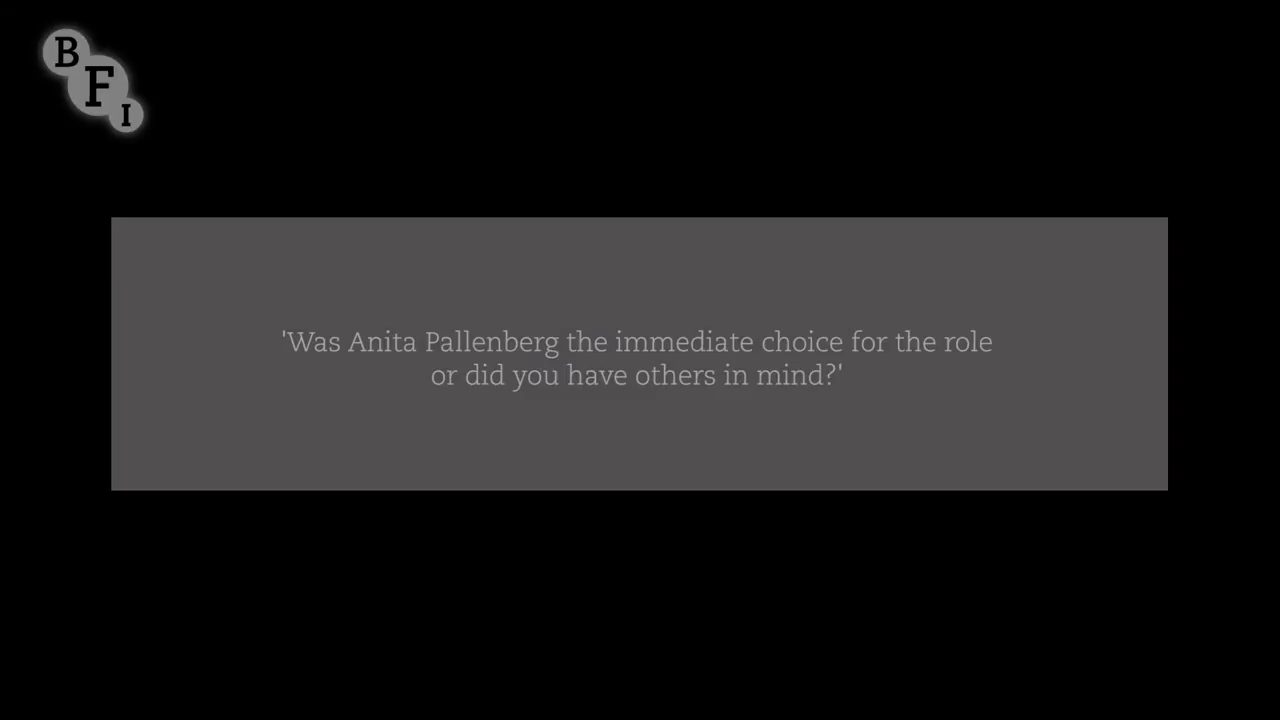 BFI
'Was Anita Pallenberg the immediate choice for the role
or did you have others in mind?'